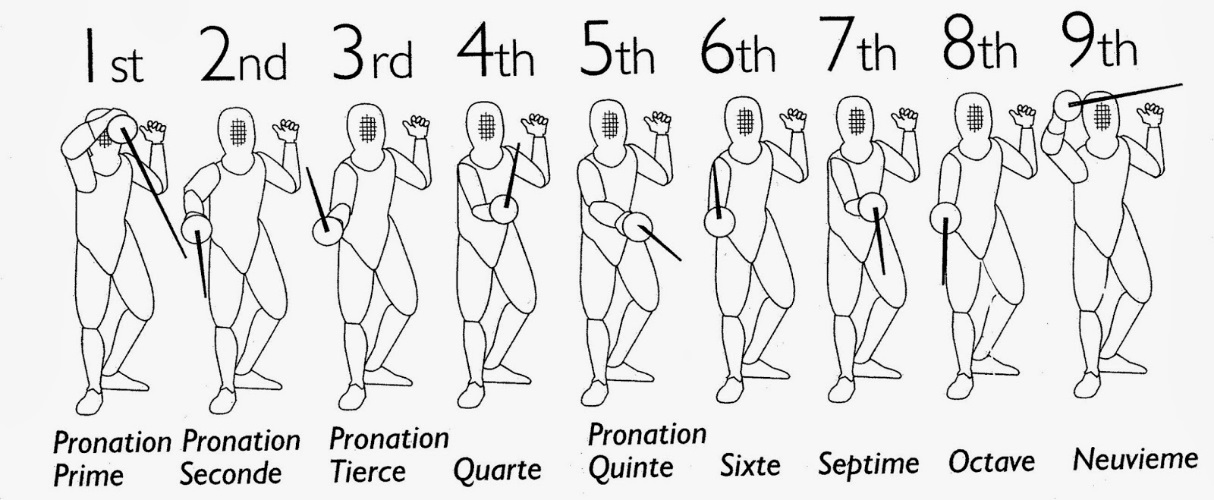 1st 2nd 3rd 4th 5th 6th 7th 8th 9th
Pronation Prime
Pronation Seconde
Pronation Tierce
Quarte
Pronation Quinte
Sixte
Septime
Octave
Neuvieme